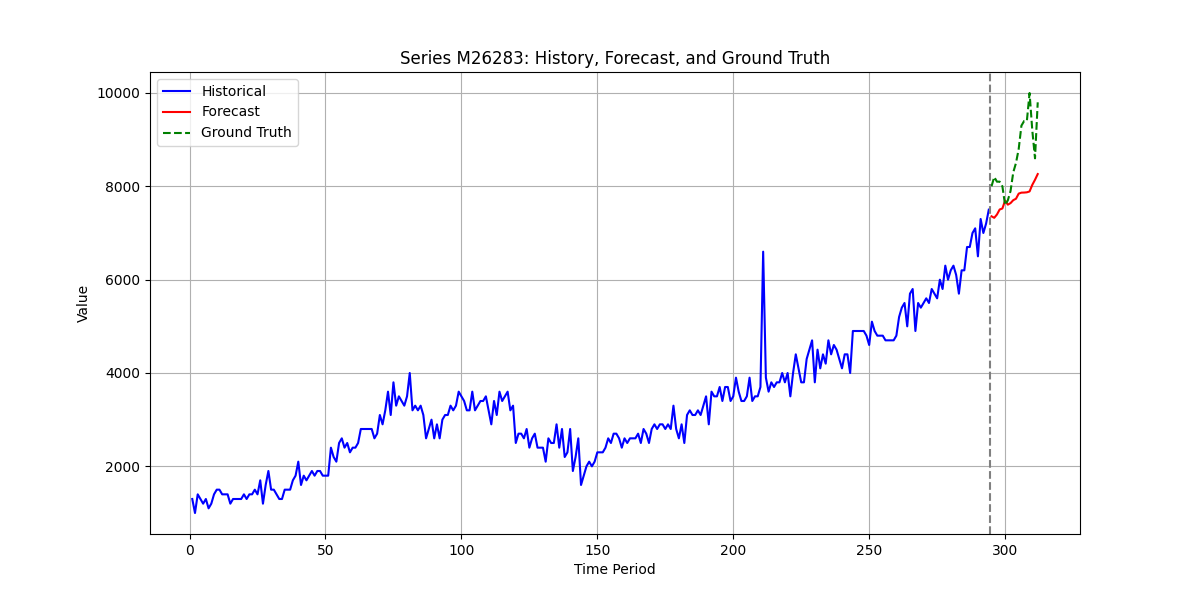 Series M26283: History, Forecast, and Ground Truth
Historical
Forecast
Ground Truth
10000
8000
6000
4000
2000
Value
0
50
100
150
200
250
300
Time Period